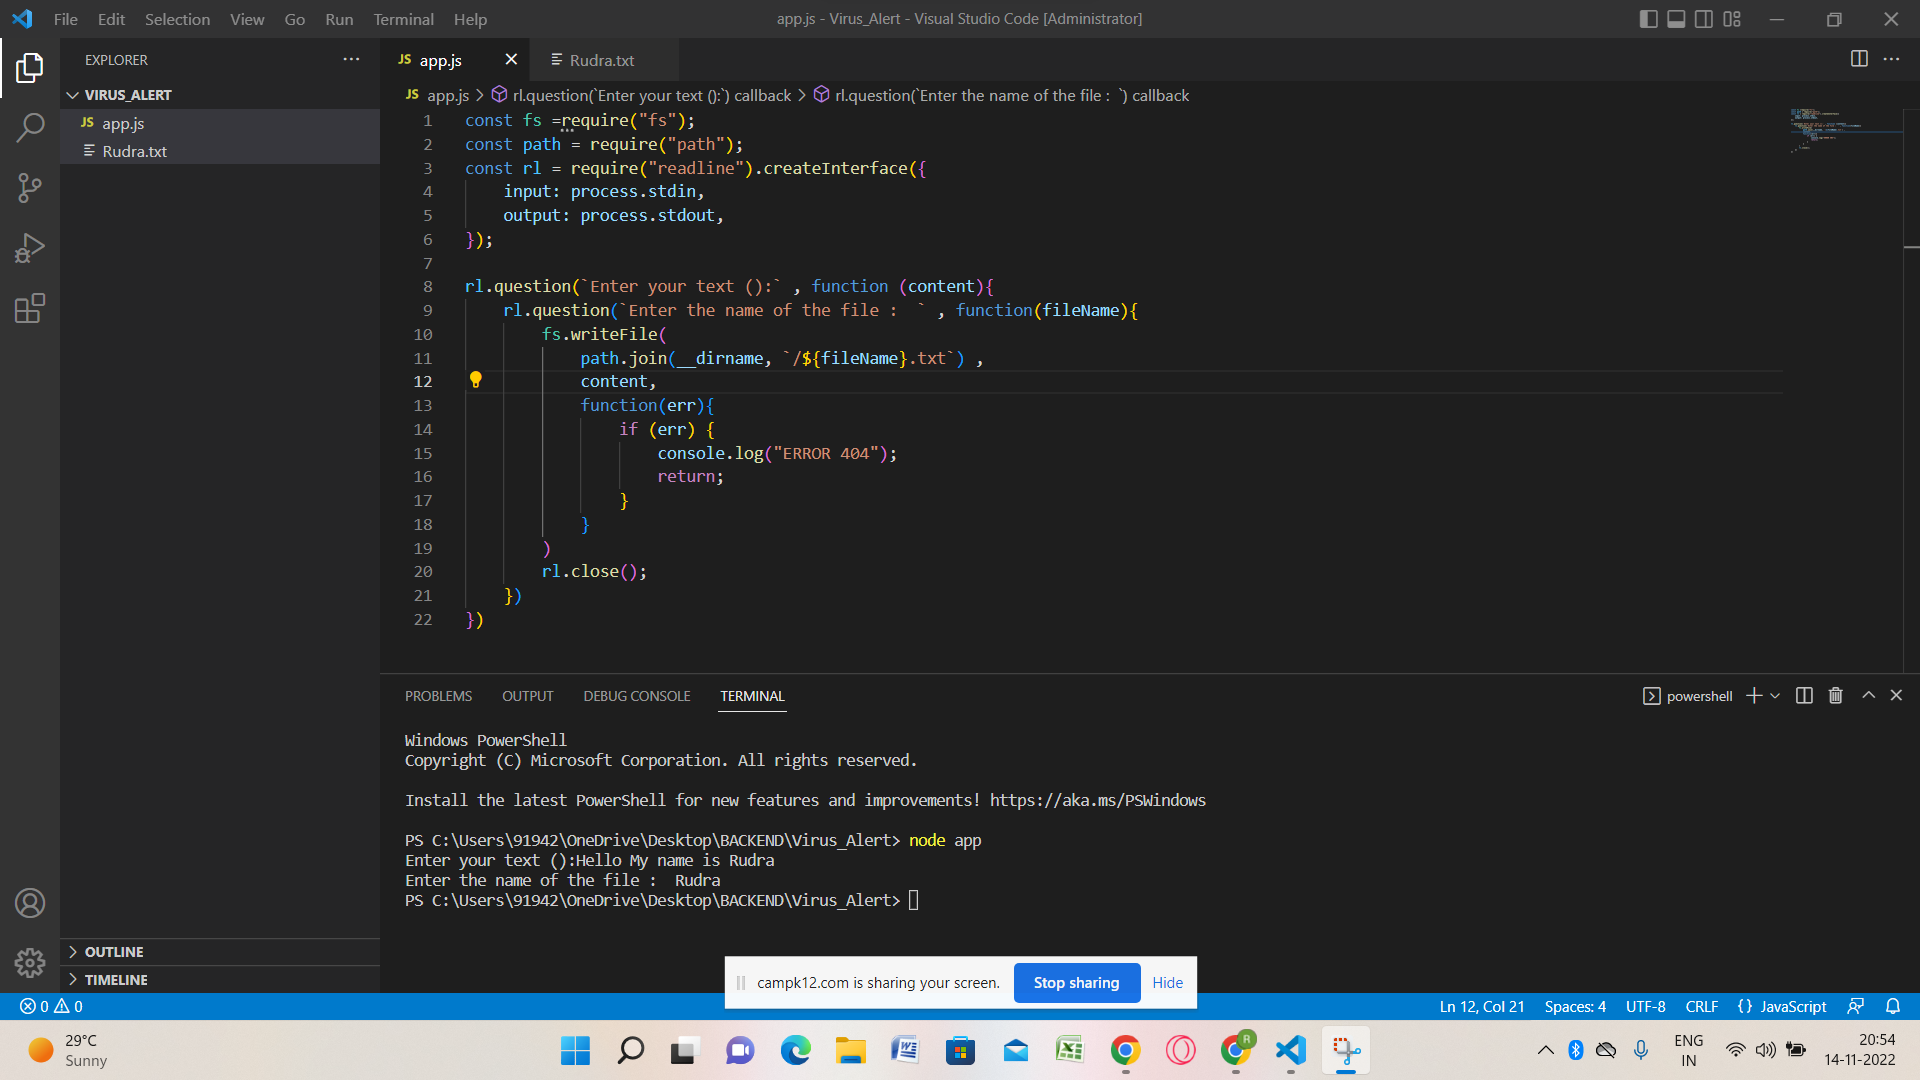 File Edit Selection View Go Run Terminal Help
app.js - Virus_Alert - Visual Studio Code [Administrator]
EXPLORER
VIRUS_ALERT
JS app.js
Rudra.txt
OUTLINE
TIMELINE
JS app.js
Rudra.txt
JS app.js > rl.question(`Enter your text ():`) callback > rl.question(`Enter the name of the file :  `) callback
1 const fs =require("fs");
2 const path = require("path");
3 const rl = require("readline").createInterface({
4     input: process.stdin,
5     output: process.stdout,
6 });
7
8 rl.question(`Enter your text ():` , function (content){
9     rl.question(`Enter the name of the file :  ` , function(fileName){
10         fs.writeFile(
11             path.join(__dirname, `/${fileName}.txt`) ,
12             content,
13             function(err){
14                 if (err) {
15                     console.log("ERROR 404");
16                     return;
17                 }
18             }
19         )
20         rl.close();
21     })
22 })
PROBLEMS OUTPUT DEBUG CONSOLE TERMINAL
powershell
Windows PowerShell
Copyright (C) Microsoft Corporation. All rights reserved.
Install the latest PowerShell for new features and improvements! https://aka.ms/PSWindows
PS C:\Users\91942\OneDrive\Desktop\BACKEND\Virus_Alert> node app
Enter your text ():Hello My name is Rudra
Enter the name of the file :  Rudra
PS C:\Users\91942\OneDrive\Desktop\BACKEND\Virus_Alert>
campk12.com is sharing your screen. Stop sharing Hide
0 0
Ln 12, Col 21 Spaces: 4 UTF-8 CRLF {} JavaScript
29°C
Sunny
R
ENG
IN
20:54
14-11-2022